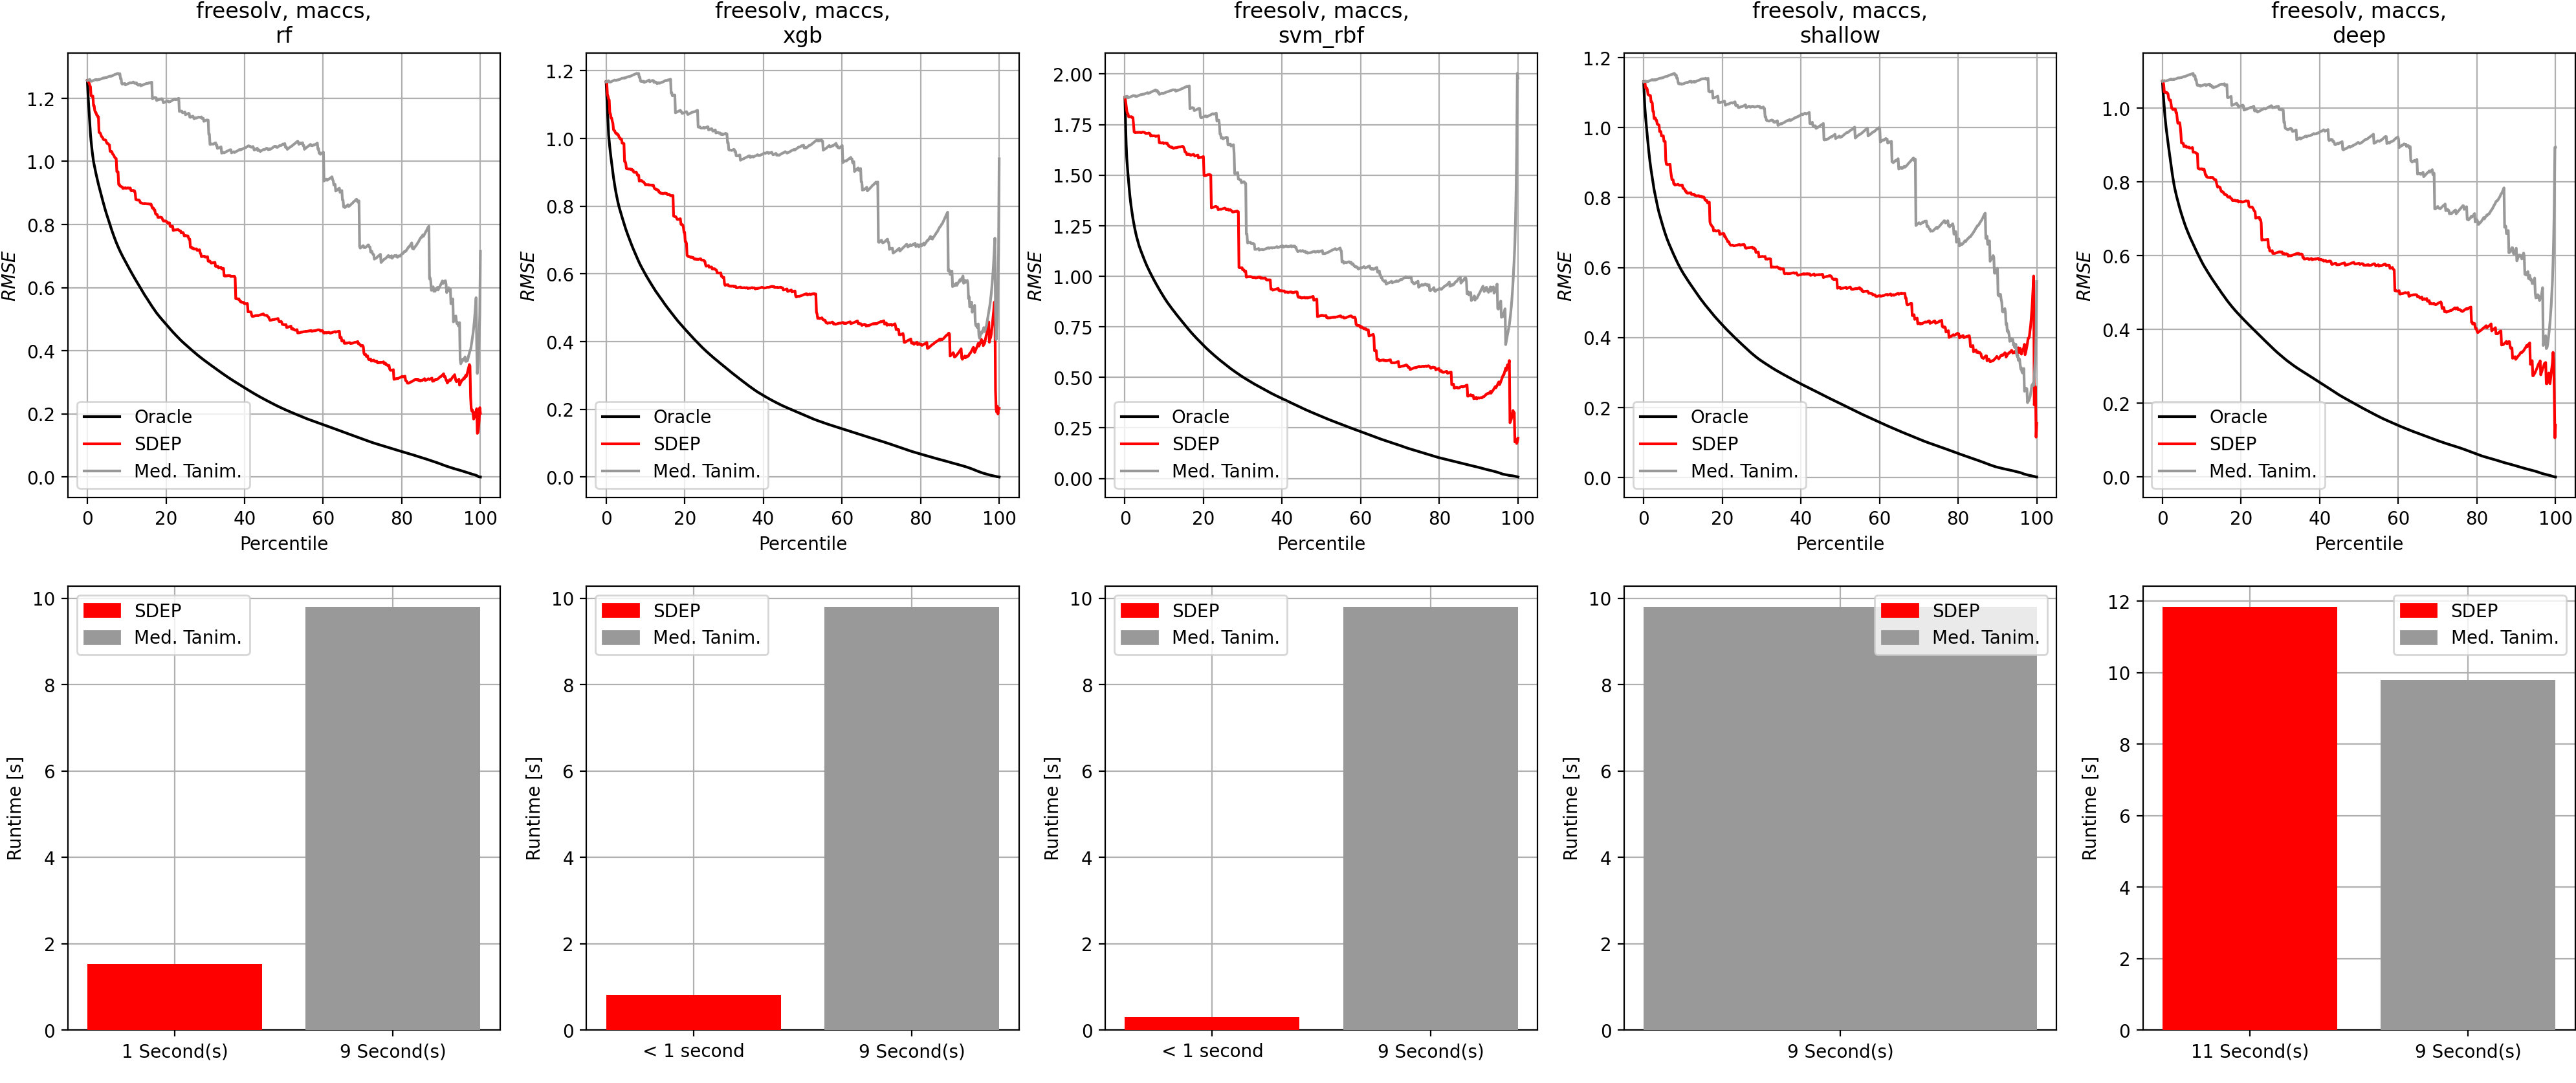 freesolv, maccs,
rf
RMSE
1.2
1.0
0.8
0.6
0.4
0.2
0.0
Oracle
SDEP
Med. Tanim.
0 20 40 60 80 100
Percentile
freesolv, maccs,
xgb
RMSE
1.2
1.0
0.8
0.6
0.4
0.2
0.0
Oracle
SDEP
Med. Tanim.
0 20 40 60 80 100
Percentile
freesolv, maccs,
svm_rbf
RMSE
2.00
1.75
1.50
1.25
1.00
0.75
0.50
0.25
0.00
Oracle
SDEP
Med. Tanim.
0 20 40 60 80 100
Percentile
freesolv, maccs,
shallow
RMSE
1.2
1.0
0.8
0.6
0.4
0.2
0.0
Oracle
SDEP
Med. Tanim.
0 20 40 60 80 100
Percentile
freesolv, maccs,
deep
RMSE
1.0
0.8
0.6
0.4
0.2
0.0
Oracle
SDEP
Med. Tanim.
0 20 40 60 80 100
Percentile
Runtime [s]
10
8
6
4
2
0
SDEP
Med. Tanim.
1 Second(s) 9 Second(s)
Runtime [s]
10
8
6
4
2
0
SDEP
Med. Tanim.
< 1 second 9 Second(s)
Runtime [s]
10
8
6
4
2
0
SDEP
Med. Tanim.
< 1 second 9 Second(s)
Runtime [s]
10
8
6
4
2
0
SDEP
Med. Tanim.
9 Second(s)
Runtime [s]
12
10
8
6
4
2
0
SDEP
Med. Tanim.
11 Second(s) 9 Second(s)